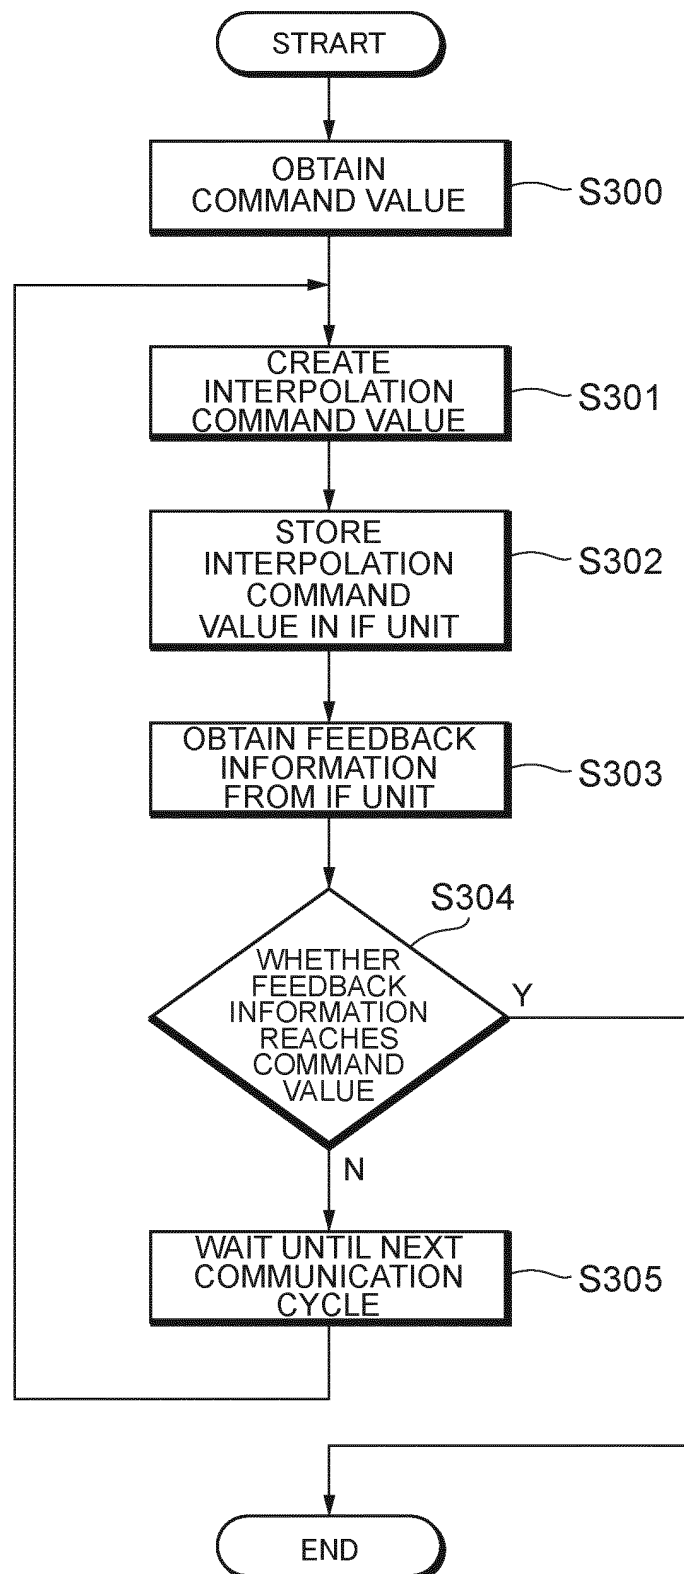 STRART
OBTAIN
COMMAND VALUE
S300
CREATE
INTERPOLATION
COMMAND VALUE
S301
STORE
INTERPOLATION
COMMAND
VALUE IN IF UNIT
S302
OBTAIN FEEDBACK
INFORMATION
FROM IF UNIT
S303
S304
WHETHER
FEEDBACK
INFORMATION
REACHES
COMMAND
VALUE
Y
N
WAIT UNTIL NEXT
COMMUNICATION
CYCLE
S305
END